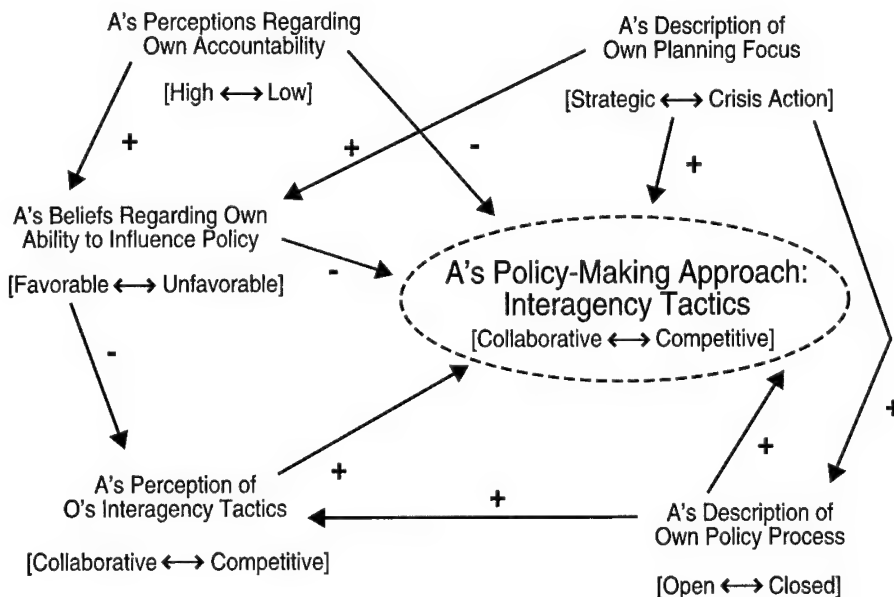 A's Perceptions Regarding
Own Accountability
[High ⟷ Low]
A's Description of
Own Planning Focus
[Strategic ⟷ Crisis Action]
+
+
-
+
A's Beliefs Regarding Own
Ability to Influence Policy
[Favorable ⟷ Unfavorable]
-
A's Policy-Making Approach:
Interagency Tactics
[Collaborative ⟷ Competitive]
-
+
+
+
+
A's Perception of
O's Interagency Tactics
[Collaborative ⟷ Competitive]
A's Description of
Own Policy Process
[Open ⟷ Closed]